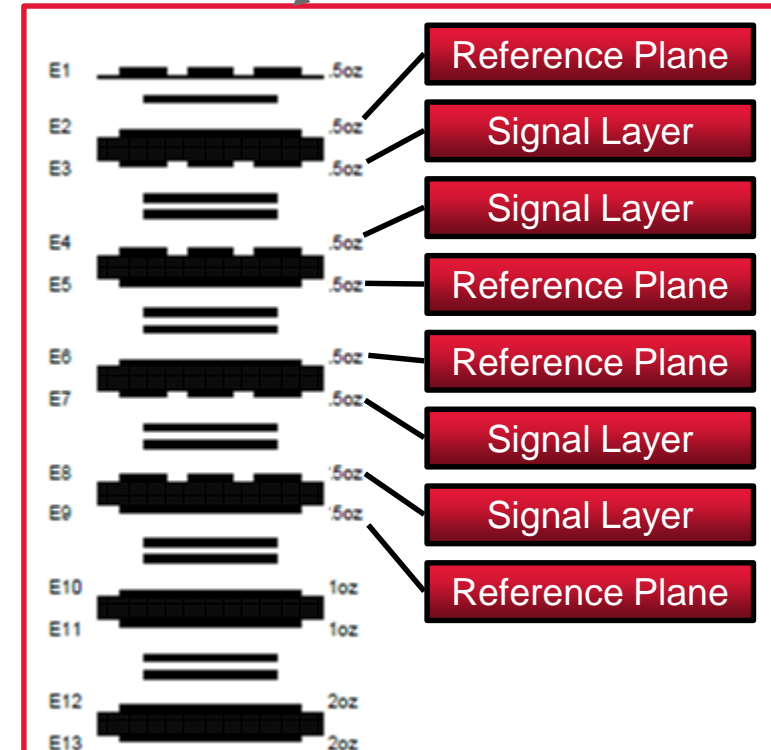 E1 .5oz
Reference Plane
E2 .5oz
Signal Layer
E3 .5oz
Signal Layer
E4 .5oz
E5 .5oz
Reference Plane
E6 .5oz
Reference Plane
E7 .5oz
Signal Layer
E8 .5oz
Signal Layer
E9 .5oz
Reference Plane
E10 1oz
E11 1oz
E12 2oz
E13 2oz